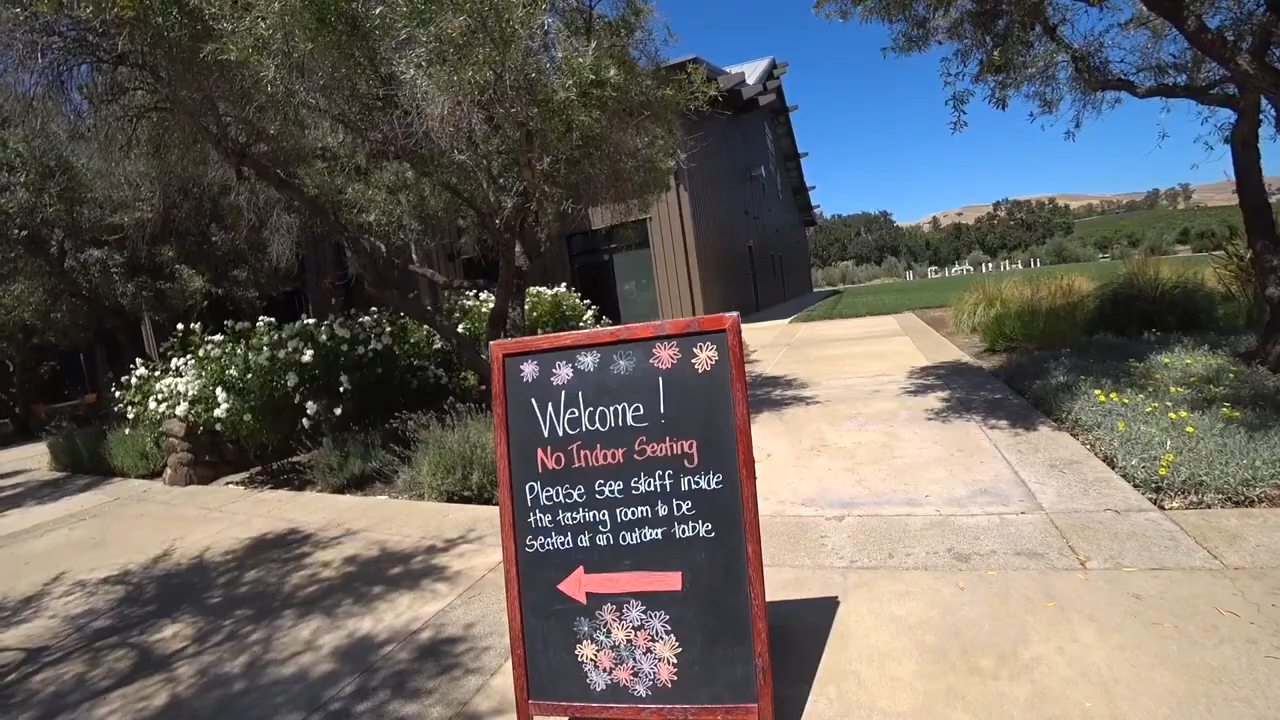 Welcome!
No Indoor Seating
Please see staff inside
the tasting room to be
seated at an outdoor table